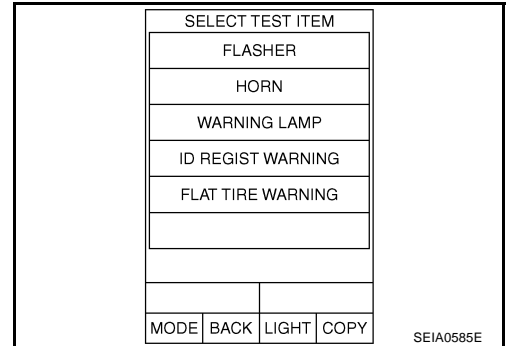 SELECT TEST ITEM
FLASHER
HORN
WARNING LAMP
ID REGIST WARNING
FLAT TIRE WARNING
MODE BACK LIGHT COPY
SEIA0585E